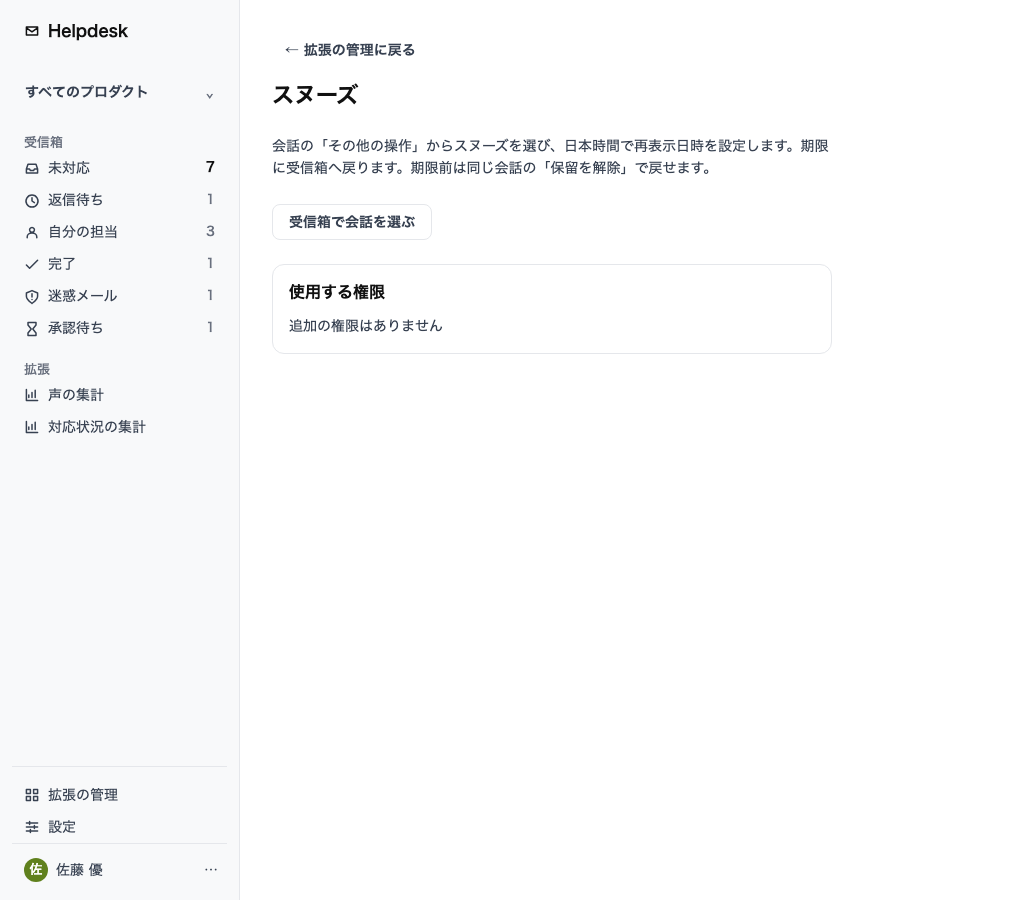 Helpdesk
すべてのプロダクト
受信箱
未対応 7
返信待ち 1
自分の担当 3
完了 1
迷惑メール 1
承認待ち 1
拡張
声の集計
対応状況の集計
拡張の管理
設定
佐 佐藤 優 …
← 拡張の管理に戻る
スヌーズ
会話の「その他の操作」からスヌーズを選び、日本時間で再表示日時を設定します。期限
に受信箱へ戻ります。期限前は同じ会話の「保留を解除」で戻せます。
受信箱で会話を選ぶ
使用する権限
追加の権限はありません